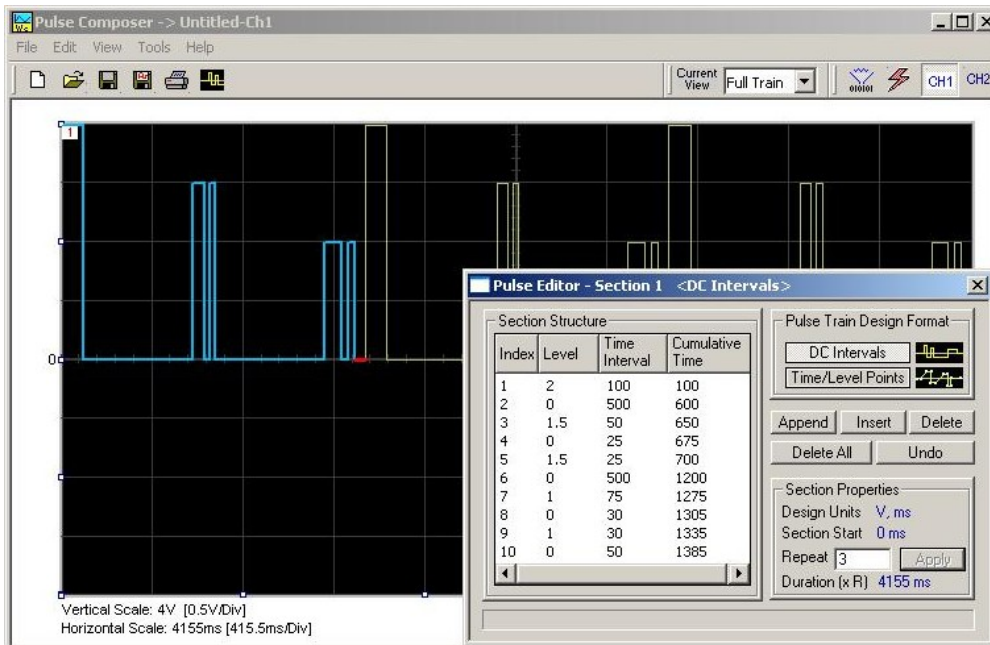 Pulse Composer -> Untitled-Ch1
File Edit View Tools Help
Current View Full Train
010101
CH1 CH2
1
0
Pulse Editor - Section 1 <DC Intervals>
Section Structure
Index Level Time Interval Cumulative Time
1 2 100 100
2 0 500 600
3 1.5 50 650
4 0 25 675
5 1.5 25 700
6 0 500 1200
7 1 75 1275
8 0 30 1305
9 1 30 1335
10 0 50 1385
Pulse Train Design Format
DC Intervals
Time/Level Points
Append Insert Delete
Delete All Undo
Section Properties
Design Units V, ms
Section Start 0 ms
Repeat 3 Apply
Duration (x R) 4155 ms
Vertical Scale: 4V [0.5V/Div]
Horizontal Scale: 4155ms [415.5ms/Div]